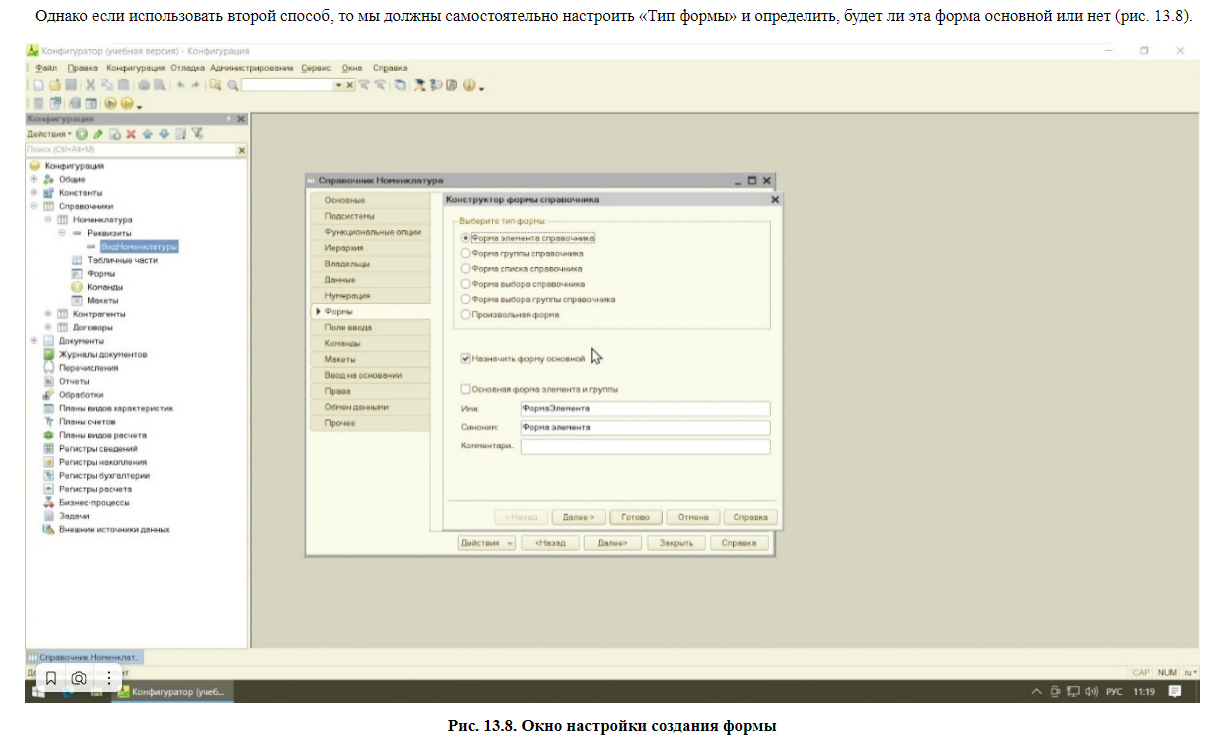 Однако если использовать второй способ, то мы должны самостоятельно настроить «Тип формы» и определить, будет ли эта форма основной или нет (рис. 13.8).
Конфигуратор (учебная версия) - Конфигурация
Файл Правка Конфигурация Отладка Администрирование Сервис Окна Справка
Конфигурация
Действия
Поиск (Ctrl+Alt+M)
Конфигурация
Общие
Константы
Справочники
Номенклатура
Реквизиты
ВидНоменклатуры
Табличные части
Формы
Команды
Макеты
Контрагенты
Договоры
Документы
Журналы документов
Перечисления
Отчеты
Обработки
Планы видов характеристик
Планы счетов
Планы видов расчета
Регистры сведений
Регистры накопления
Регистры бухгалтерии
Регистры расчета
Бизнес-процессы
Задачи
Внешние источники данных
Справочник Номенклатура
Основные
Подсистемы
Функциональные опции
Иерархия
Владельцы
Данные
Нумерация
Формы
Поле ввода
Команды
Макеты
Ввод на основании
Права
Обмен данными
Прочее
Конструктор формы справочника
Выберите тип формы:
Форма элемента справочника
Форма группы справочника
Форма списка справочника
Форма выбора справочника
Форма выбора группы справочника
Произвольная форма
Назначить форму основной
Основная форма элемента и группы
Имя: ФормаЭлемента
Синоним: Форма элемента
Комментари..
<Назад Далее> Готово Отмена Справка
Действия <Назад Далее> Закрыть Справка
Справочник Номенклат..
CAP NUM ru
Конфигуратор (учеб... РУС 11:19
Рис. 13.8. Окно настройки создания формы